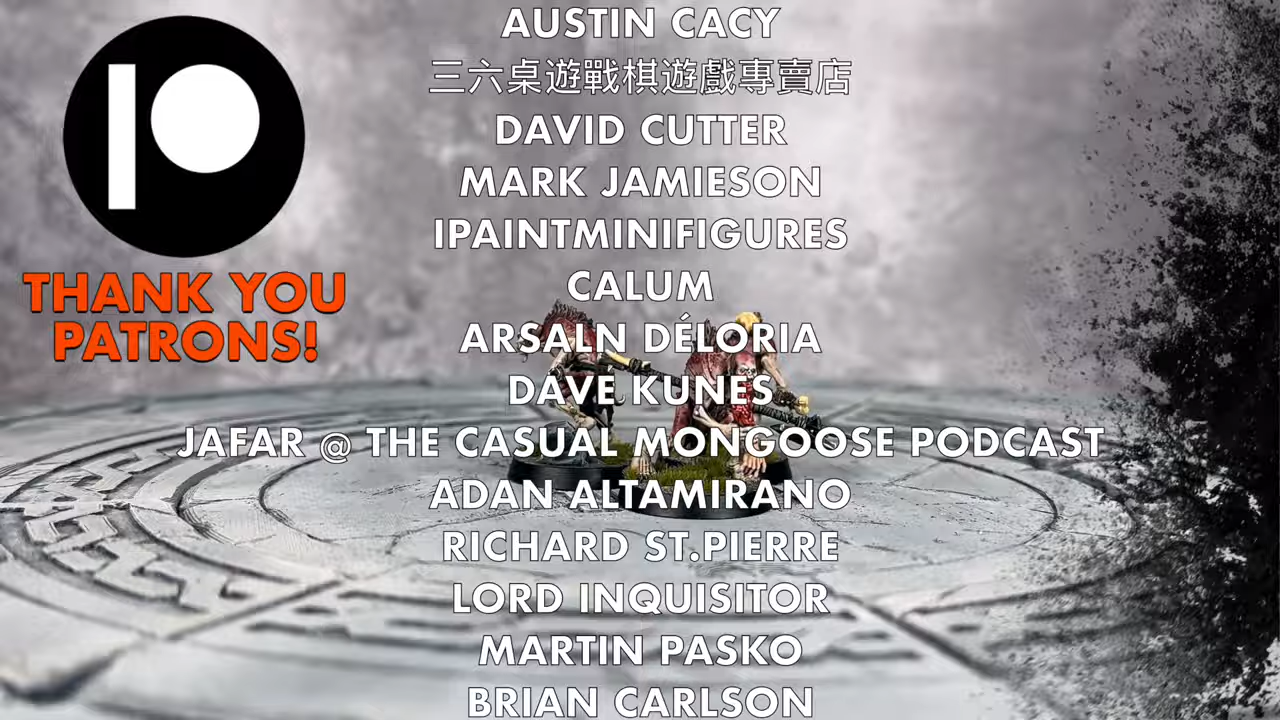 THANK YOU
PATRONS!
AUSTIN CACY
三六桌遊戰棋遊戲專賣店
DAVID CUTTER
MARK JAMIESON
IPAINTMINIFIGURES
CALUM
ARSALN DÉLORIA
DAVÉ KUNES
JAFAR @ THE CASUAL MONGOOSE PODCAST
ADAN ALTAMIRANO
RICHARD ST.PIERRE
LORD INQUISITOR
MARTIN PASKO
BRIAN CARLSON